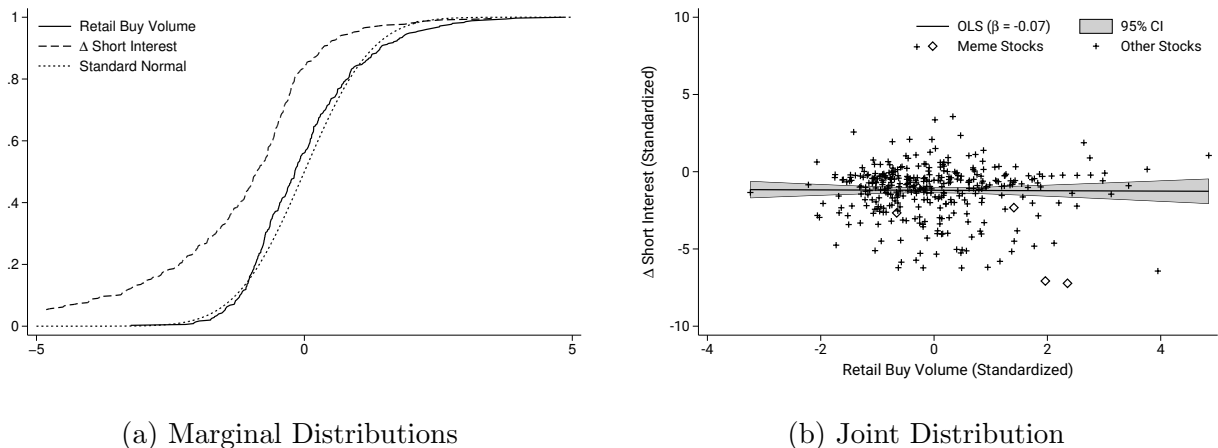 Retail Buy Volume
Δ Short Interest
Standard Normal
1
.8
.6
.4
.2
0
−5
0
5
(a) Marginal Distributions
OLS (β = -0.07)
95% CI
Meme Stocks
Other Stocks
Δ Short Interest (Standardized)
10
5
0
-5
-10
-4
-2
0
2
4
Retail Buy Volume (Standardized)
(b) Joint Distribution